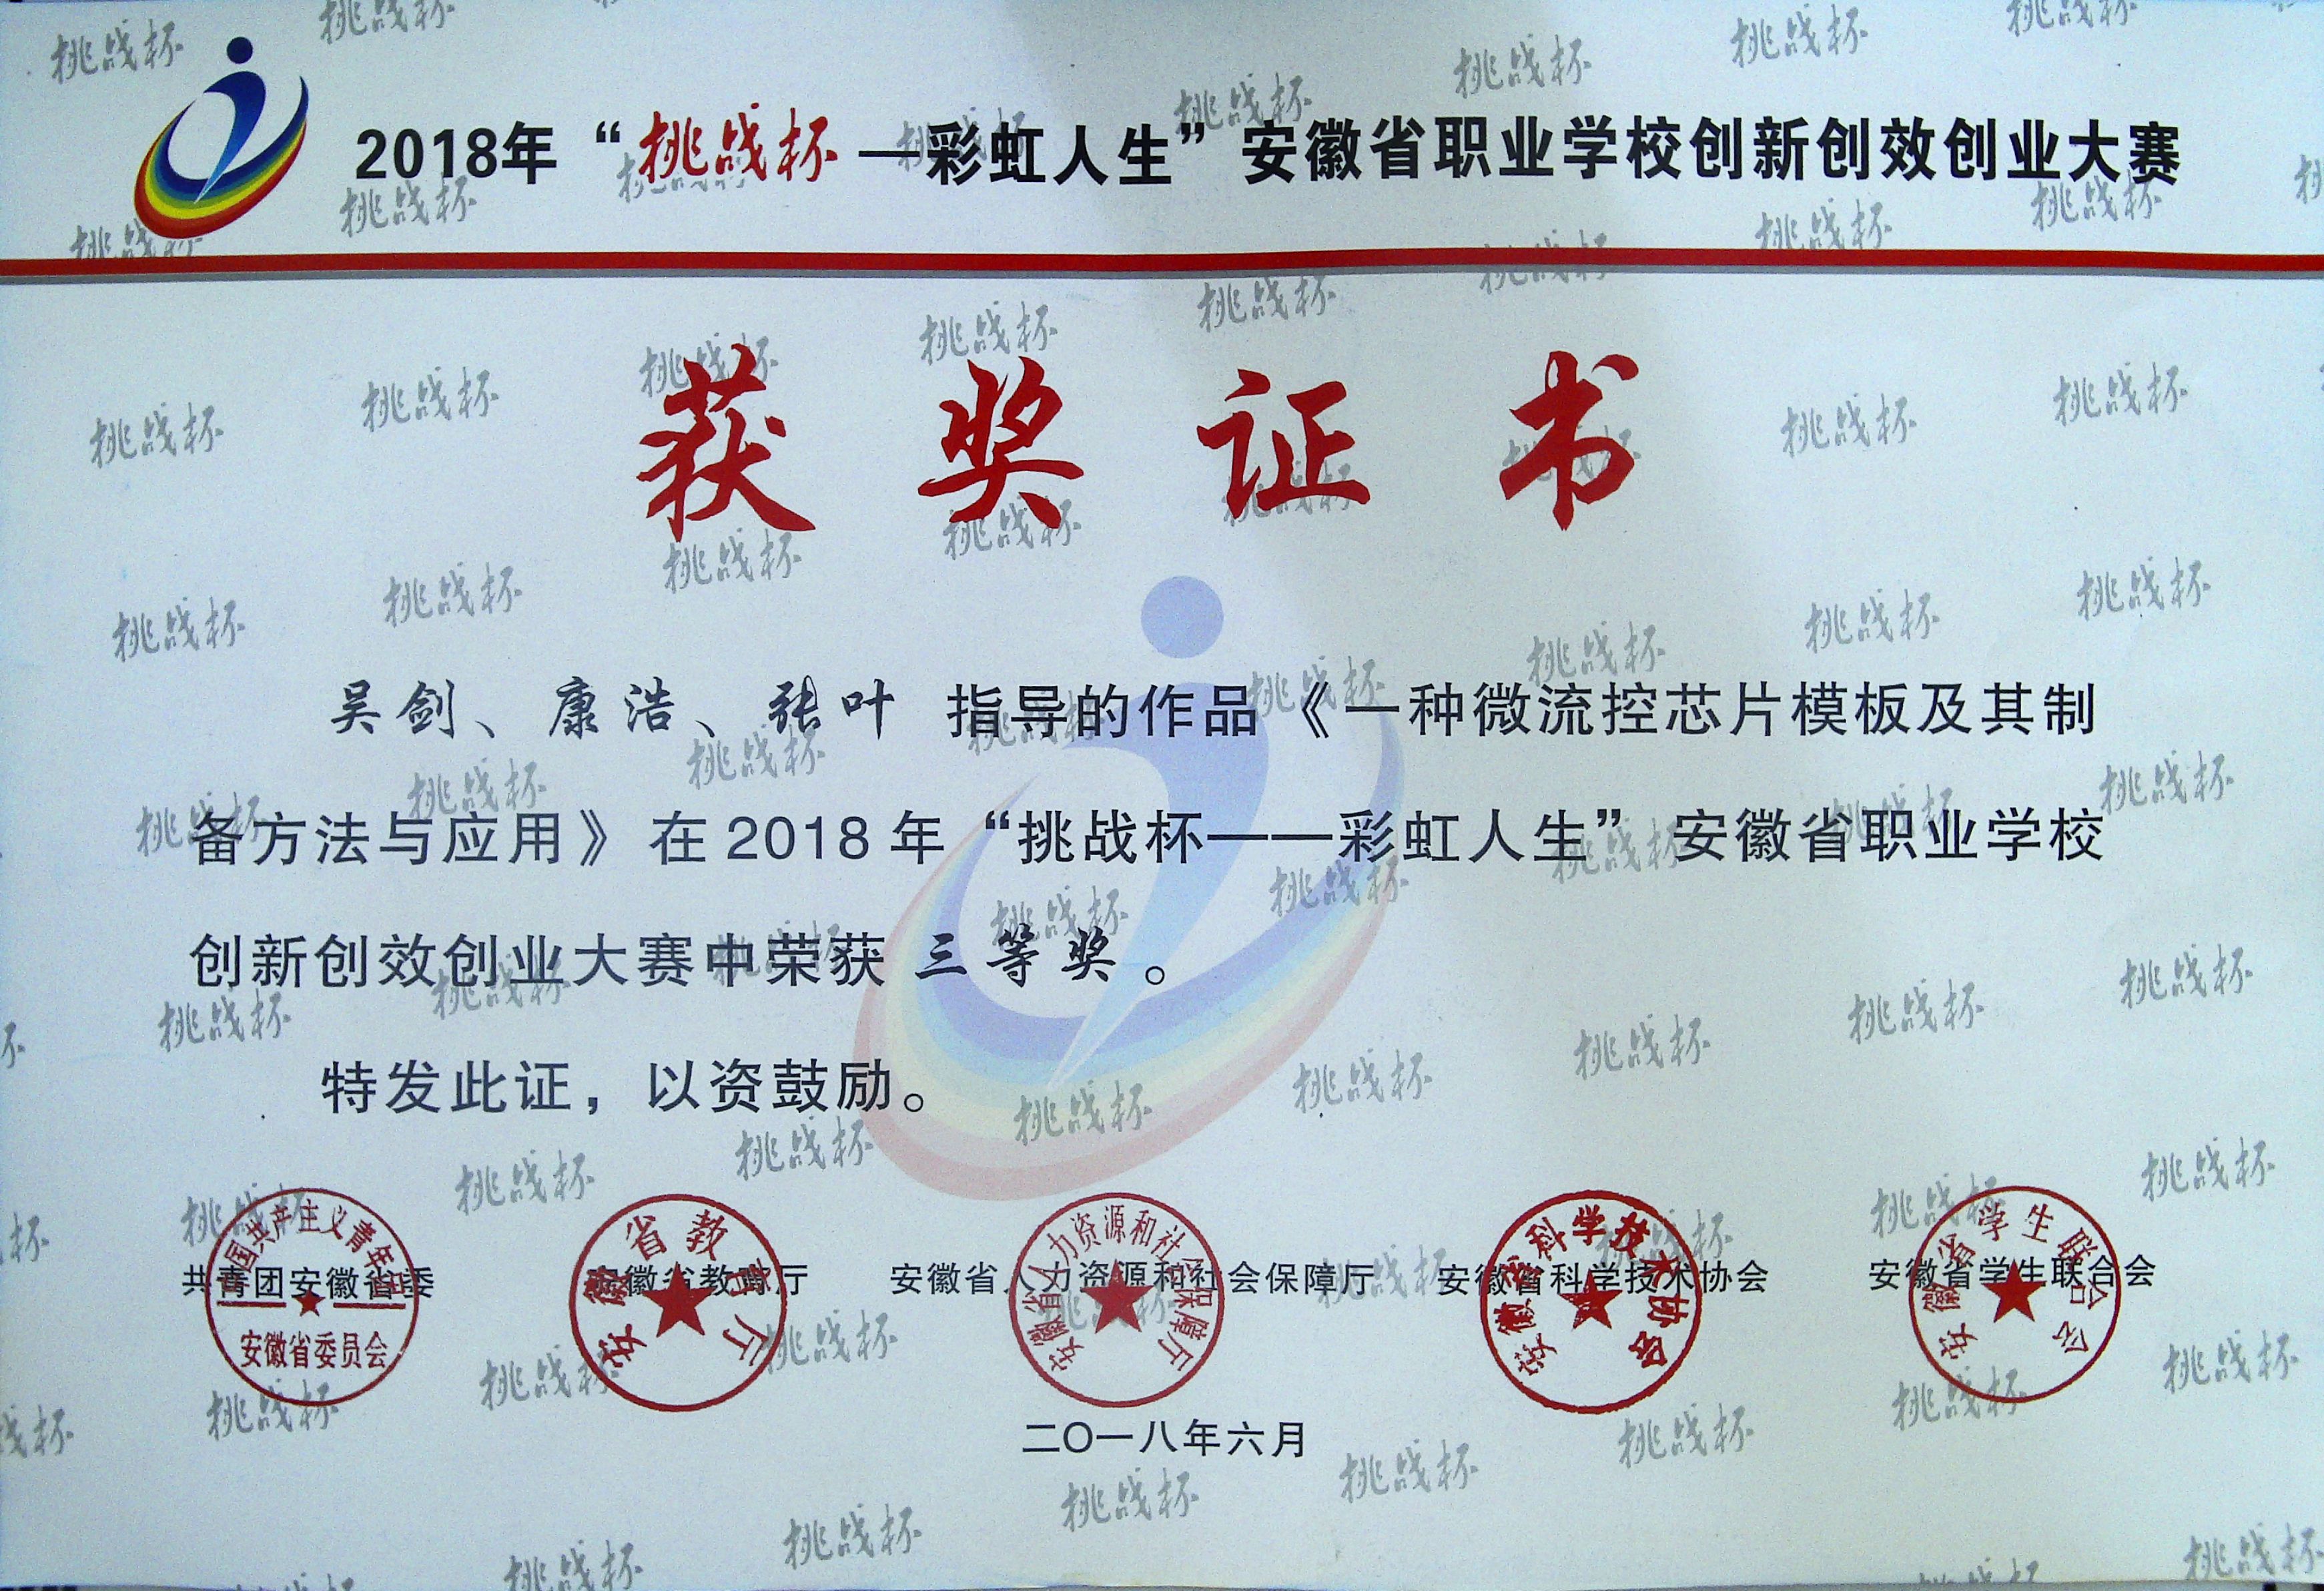 2018年“挑战杯—彩虹人生”安徽省职业学校创新创效创业大赛
获奖证书
吴剑、康浩、张叶 指导的作品《一种微流控芯片模板及其制
备方法与应用》在2018年“挑战杯——彩虹人生”安徽省职业学校
创新创效创业大赛中荣获 三等奖。
特发此证，以资鼓励。
共青团安徽省委 安徽省教育厅 安徽省人力资源和社会保障厅 安徽省科学技术协会 安徽省学生联合会
安徽省委员会
二〇一八年六月